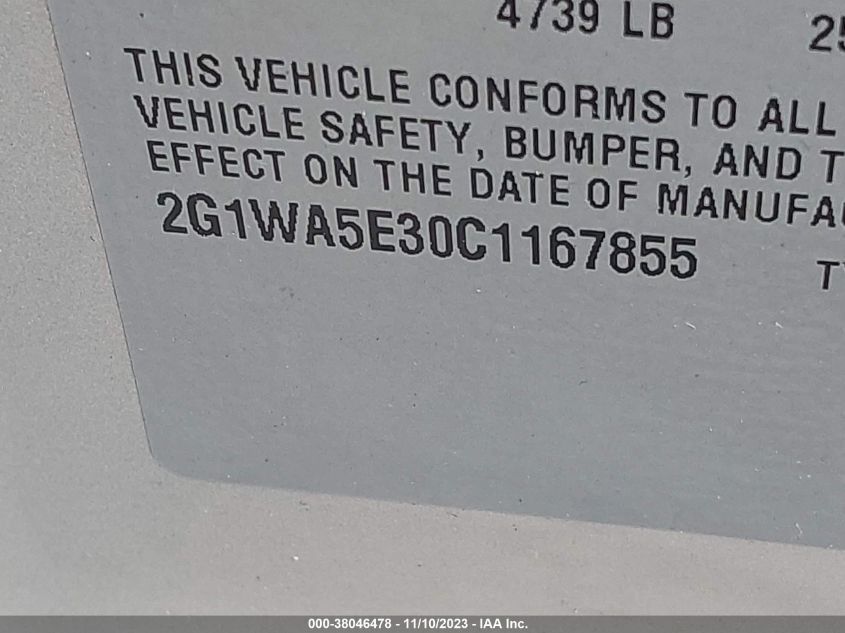 4739 LB
THIS VEHICLE CONFORMS TO ALL
VEHICLE SAFETY, BUMPER, AND T
EFFECT ON THE DATE OF MANUFA
2G1WA5E30C1167855
000-38046478 - 11/10/2023 - IAA Inc.